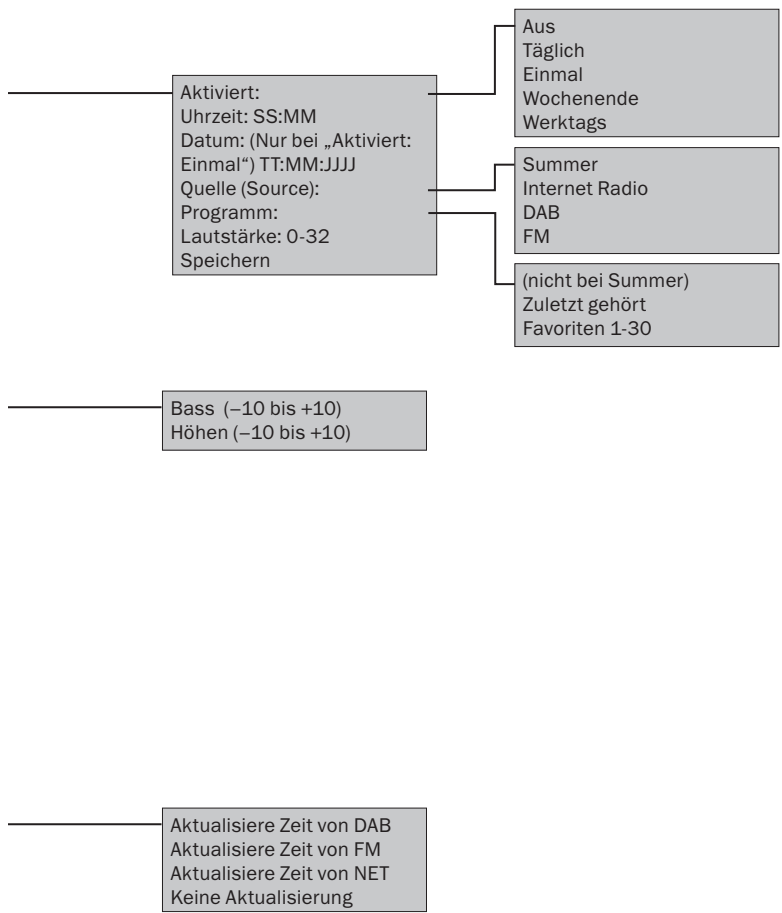 Aktiviert:
Uhrzeit: SS:MM
Datum: (Nur bei „Aktiviert:
Einmal“) TT:MM:JJJJ
Quelle (Source):
Programm:
Lautstärke: 0-32
Speichern
Aus
Täglich
Einmal
Wochenende
Werktags
Summer
Internet Radio
DAB
FM
(nicht bei Summer)
Zuletzt gehört
Favoriten 1-30
Bass (–10 bis +10)
Höhen (–10 bis +10)
Aktualisiere Zeit von DAB
Aktualisiere Zeit von FM
Aktualisiere Zeit von NET
Keine Aktualisierung